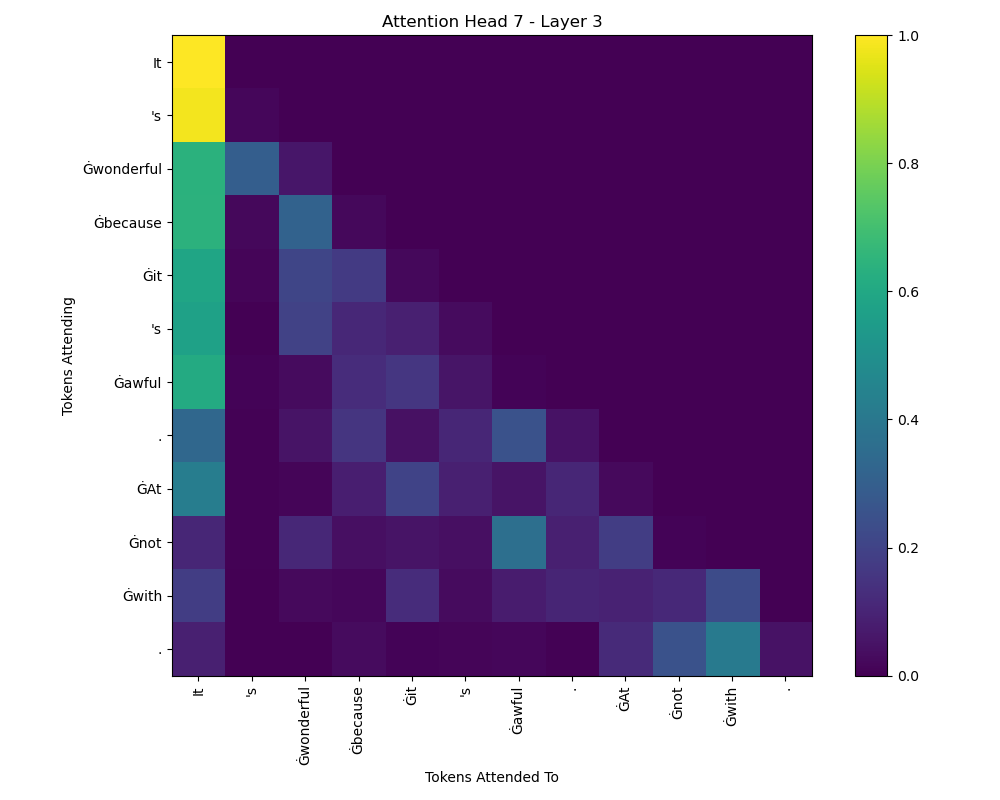 Attention Head 7 - Layer 3
It
's
Ġwonderful
Ġbecause
Ġit
's
Ġawful
.
ĠAt
Ġnot
Ġwith
.
Tokens Attending
It
's
Ġwonderful
Ġbecause
Ġit
's
Ġawful
.
ĠAt
Ġnot
Ġwith
.
Tokens Attended To
1.0
0.8
0.6
0.4
0.2
0.0